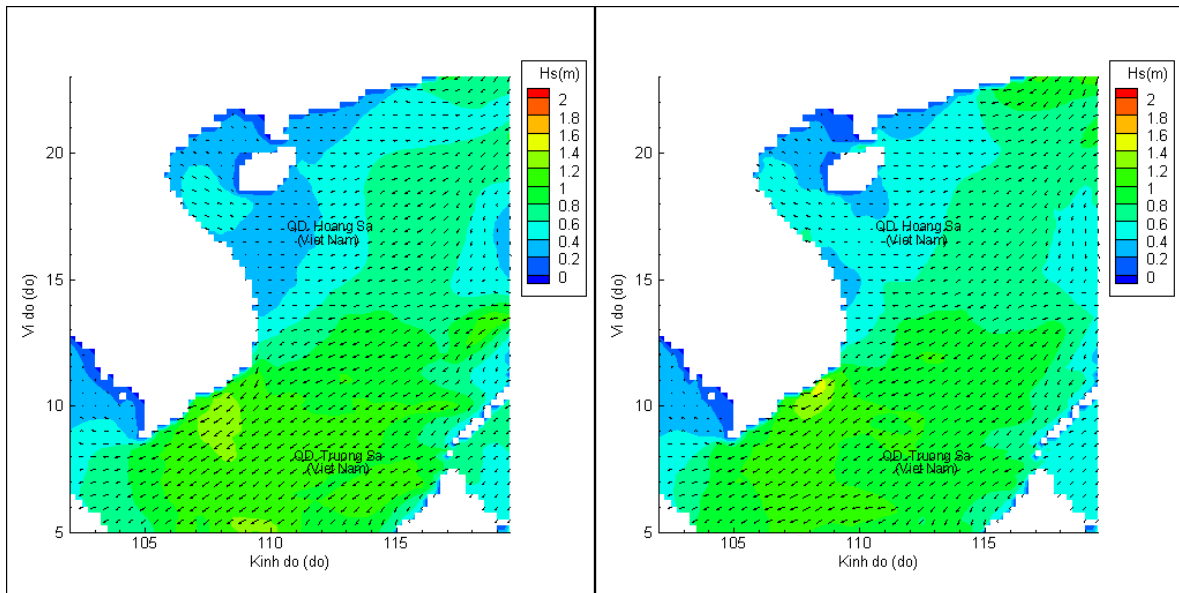 Hs(m)
2
1.8
1.6
1.4
1.2
1
0.8
0.6
0.4
0.2
0
20
15
10
5
Vi do (do)
QD. Hoang Sa
(Viet Nam)
QD. Truong Sa
(Viet Nam)
105
110
115
Kinh do (do)
Hs(m)
2
1.8
1.6
1.4
1.2
1
0.8
0.6
0.4
0.2
0
20
15
10
5
Vi do (do)
QD. Hoang Sa
(Viet Nam)
QD. Truong Sa
(Viet Nam)
105
110
115
Kinh do (do)